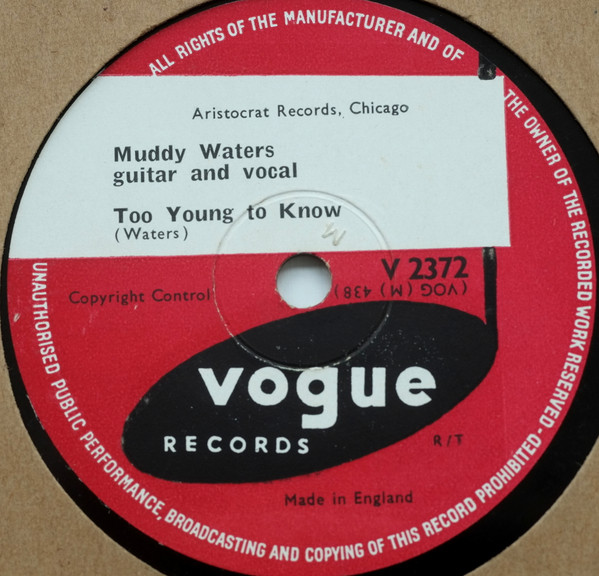 ALL RIGHTS OF THE MANUFACTURER AND OF THE OWNER OF THE RECORDED WORK RESERVED · UNAUTHORISED PUBLIC PERFORMANCE, BROADCASTING AND COPYING OF THIS RECORD PROHIBITED·
Aristocrat Records, Chicago
Muddy Waters
guitar and vocal
Too Young to Know
(Waters)
V 2372
(VOG (M) 438)
Copyright Control
vogue
RECORDS
R/T
Made in England